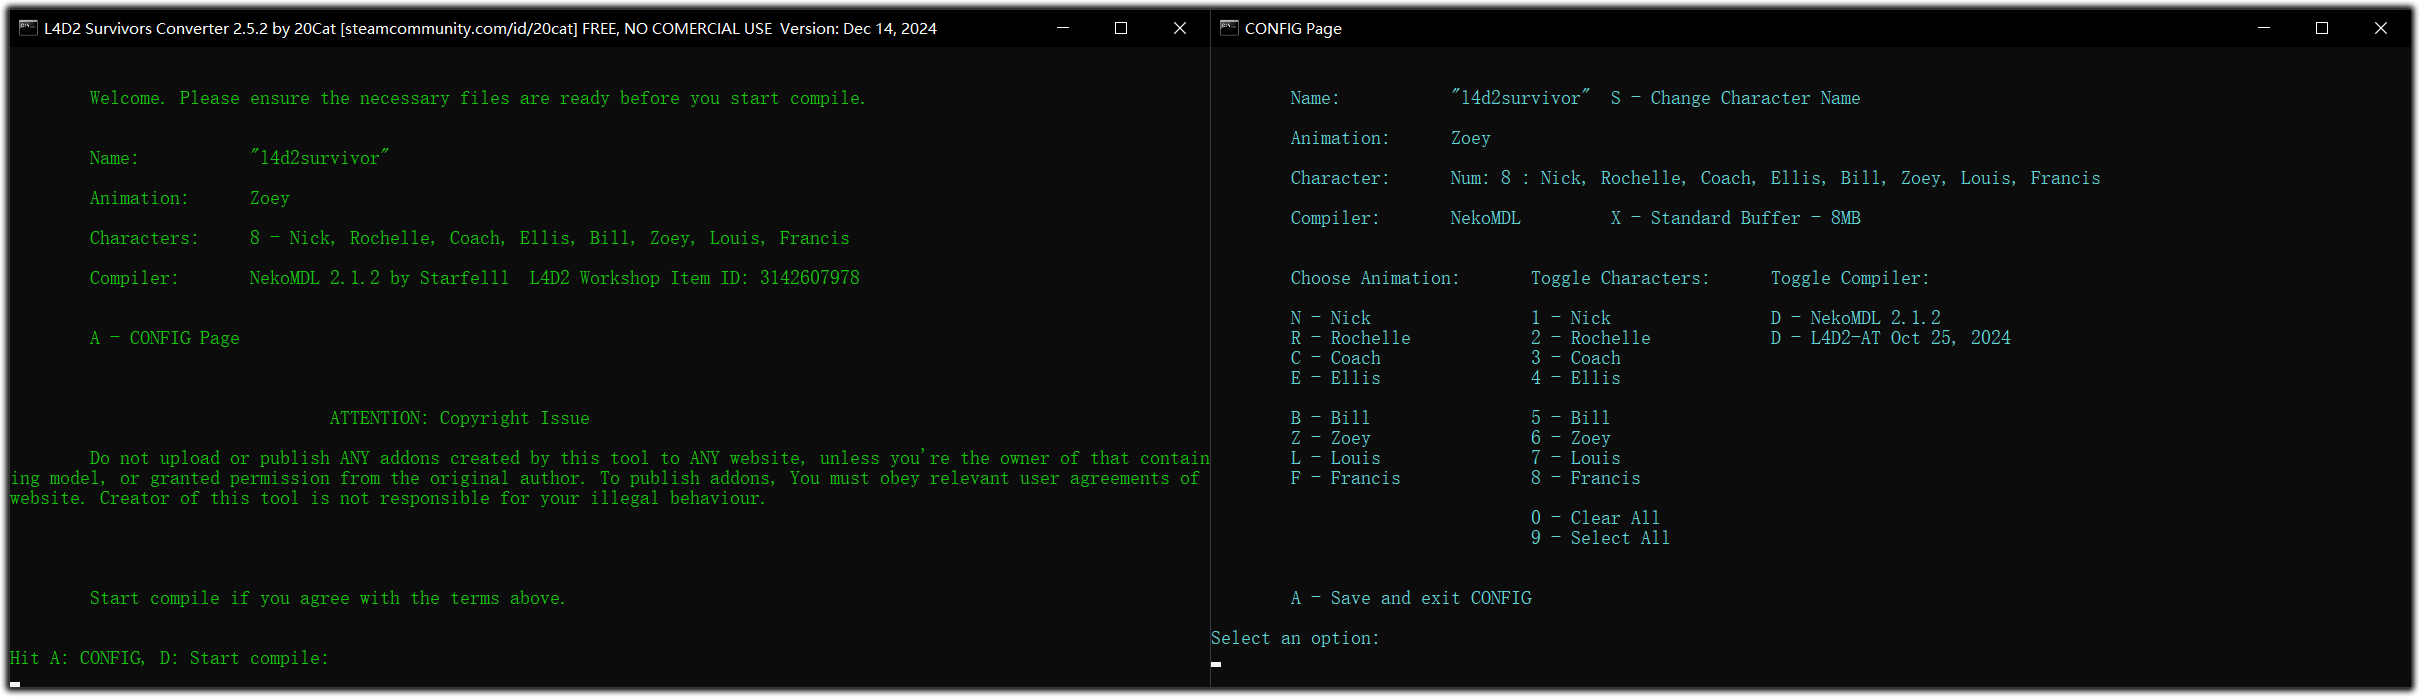 L4D2 Survivors Converter 2.5.2 by 20Cat [steamcommunity.com/id/20cat] FREE, NO COMERCIAL USE  Version: Dec 14, 2024
Welcome. Please ensure the necessary files are ready before you start compile.
Name: "l4d2survivor"
Animation: Zoey
Characters: 8 - Nick, Rochelle, Coach, Ellis, Bill, Zoey, Louis, Francis
Compiler: NekoMDL 2.1.2 by Starfelll  L4D2 Workshop Item ID: 3142607978
A - CONFIG Page
ATTENTION: Copyright Issue
Do not upload or publish ANY addons created by this tool to ANY website, unless you're the owner of that contain
ing model, or granted permission from the original author. To publish addons, You must obey relevant user agreements of
website. Creator of this tool is not responsible for your illegal behaviour.
Start compile if you agree with the terms above.
Hit A: CONFIG, D: Start compile:
CONFIG Page
Name: "l4d2survivor"  S - Change Character Name
Animation: Zoey
Character: Num: 8 : Nick, Rochelle, Coach, Ellis, Bill, Zoey, Louis, Francis
Compiler: NekoMDL X - Standard Buffer - 8MB
Choose Animation: Toggle Characters: Toggle Compiler:
N - Nick 1 - Nick D - NekoMDL 2.1.2
R - Rochelle 2 - Rochelle D - L4D2-AT Oct 25, 2024
C - Coach 3 - Coach
E - Ellis 4 - Ellis
B - Bill 5 - Bill
Z - Zoey 6 - Zoey
L - Louis 7 - Louis
F - Francis 8 - Francis
0 - Clear All
9 - Select All
A - Save and exit CONFIG
Select an option: